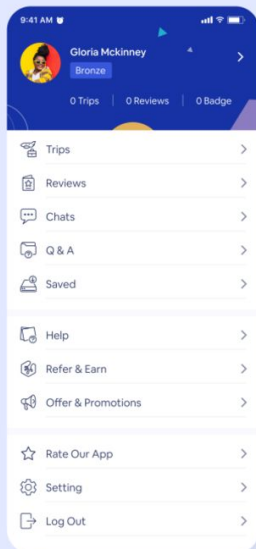 9:41 AM
Gloria Mckinney
Bronze
0 Trips
0 Reviews
0 Badge
Trips
Reviews
Chats
Q & A
Saved
Help
Refer & Earn
Offer & Promotions
Rate Our App
Setting
Log Out